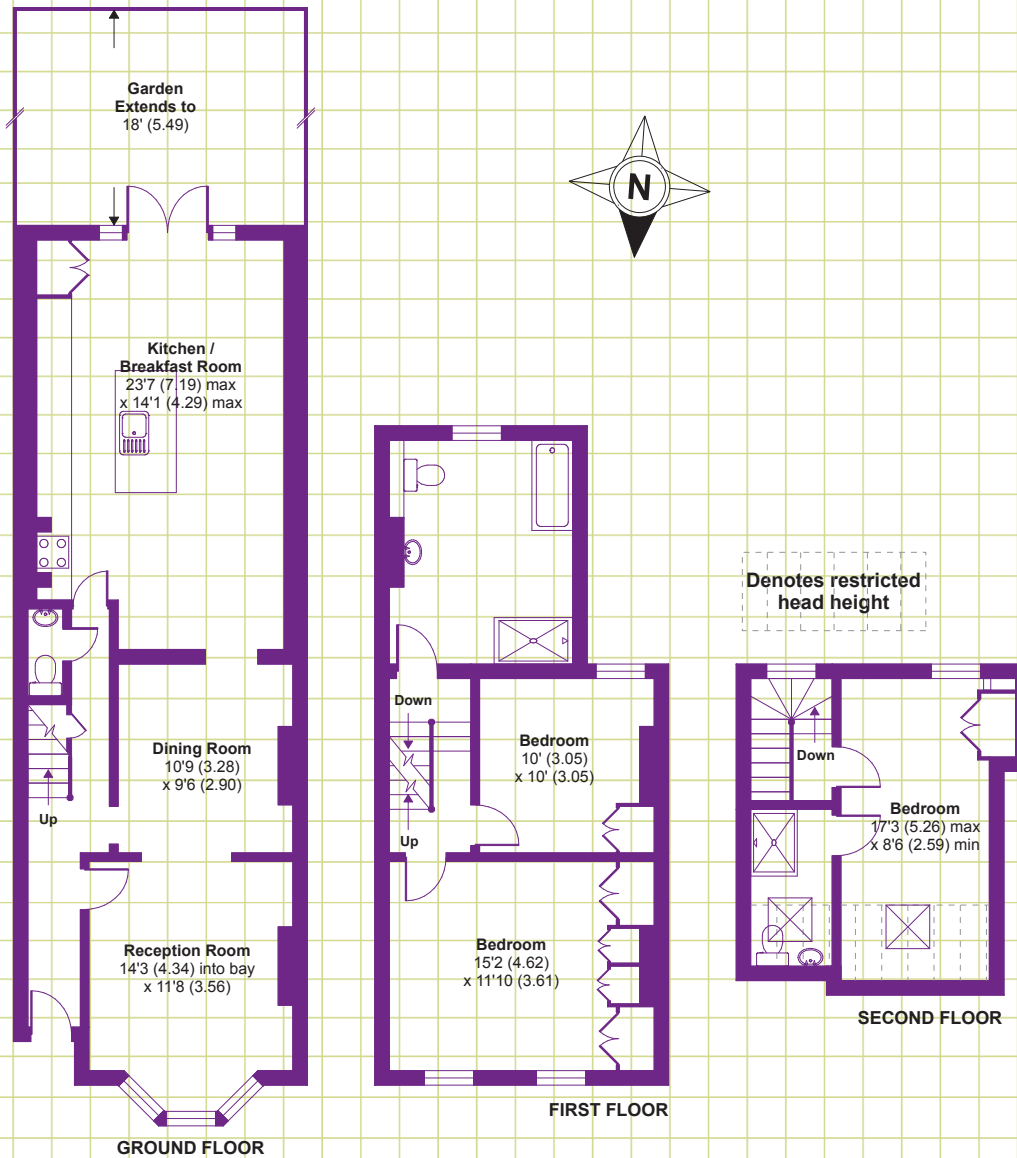 Garden
Extends to
18' (5.49)
N
Kitchen /
Breakfast Room
23'7 (7.19) max
x 14'1 (4.29) max
Dining Room
10'9 (3.28)
x 9'6 (2.90)
Up
Reception Room
14'3 (4.34) into bay
x 11'8 (3.56)
GROUND FLOOR
Down
Bedroom
10' (3.05)
x 10' (3.05)
Up
Bedroom
15'2 (4.62)
x 11'10 (3.61)
FIRST FLOOR
Denotes restricted
head height
Down
Bedroom
17'3 (5.26) max
x 8'6 (2.59) min
SECOND FLOOR